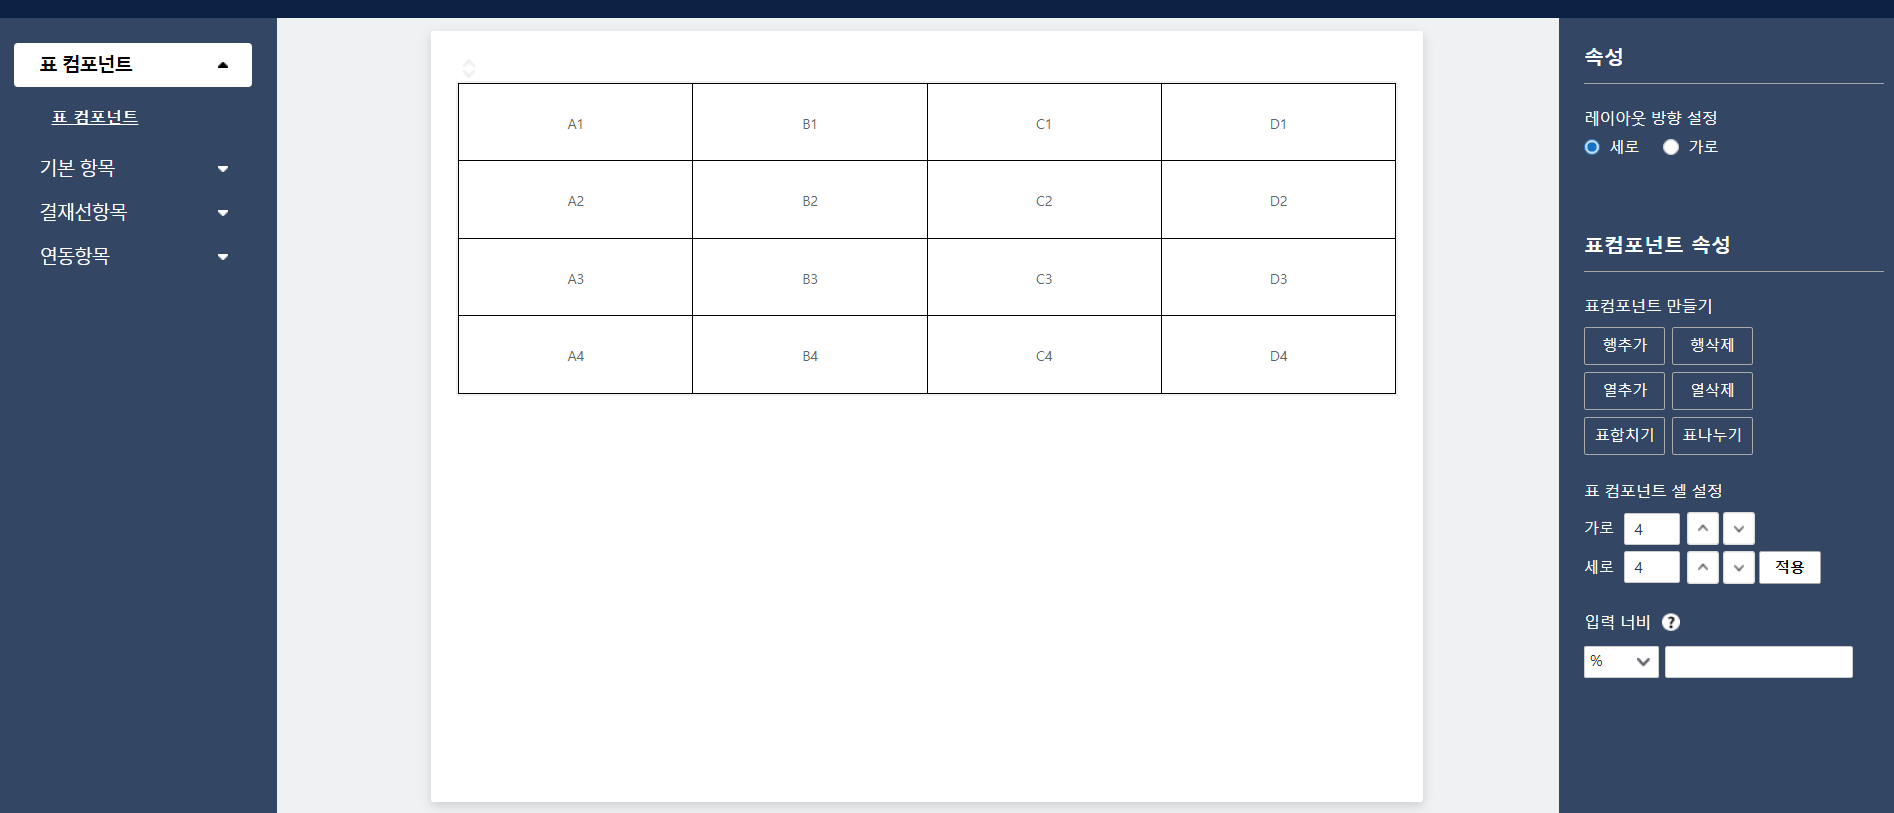 표 컴포넌트
표 컴포넌트
기본 항목
결재선항목
연동항목
A1 B1 C1 D1
A2 B2 C2 D2
A3 B3 C3 D3
A4 B4 C4 D4
속성
레이아웃 방향 설정
세로 가로
표컴포넌트 속성
표컴포넌트 만들기
행추가 행삭제
열추가 열삭제
표합치기 표나누기
표 컴포넌트 셀 설정
가로 4
세로 4 적용
입력 너비 ?
%